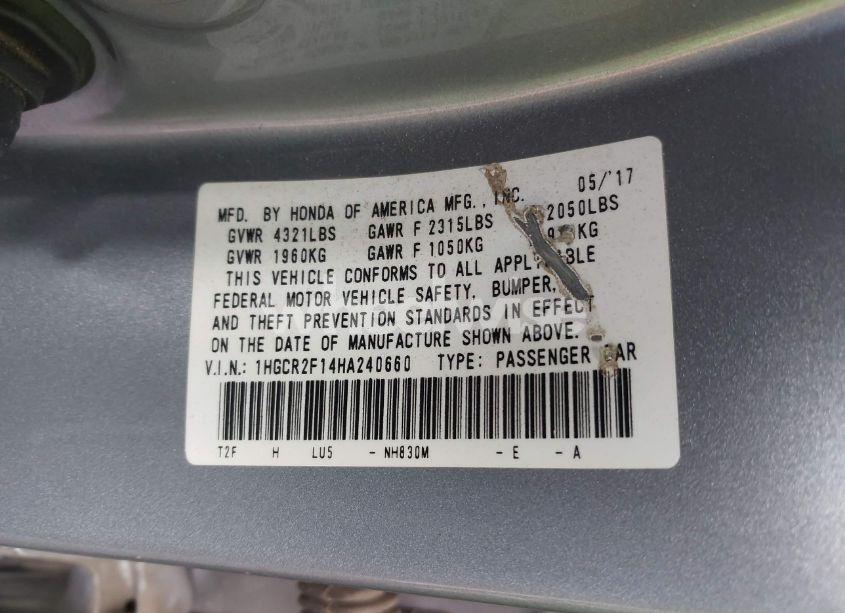 MFD. BY HONDA OF AMERICA MFG., INC. 05/'17
GVWR 4321LBS GAWR F 2315LBS 2050LBS
GVWR 1960KG GAWR F 1050KG
THIS VEHICLE CONFORMS TO ALL
FEDERAL MOTOR VEHICLE SAFETY, BUMPER,
AND THEFT PREVENTION STANDARDS IN EFFECT
ON THE DATE OF MANUFACTURE SHOWN ABOVE.
V.I.N.: 1HGCR2F14HA240660 TYPE: PASSENGER
T2F H LU5 - NH830M - E - A